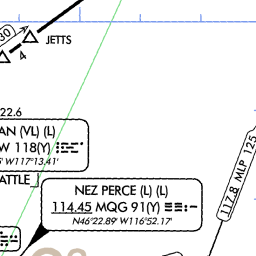 30
JETTS
4
22.6
AN (VL) (L)
W 118(Y)
' W117°13.41'
ATTLE
NEZ PERCE (L) (L)
114.45 MQG 91(Y)
N46°22.89' W116°52.17'
117.8 MLP 125